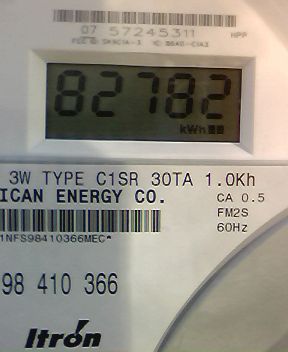 07 57245311 HPP
82782
kWh
3W TYPE C1SR 30TA 1.0Kh
ICAN ENERGY CO. CA 0.5
FM2S
60Hz
1NFS98410366MEC*
98 410 366
Itron